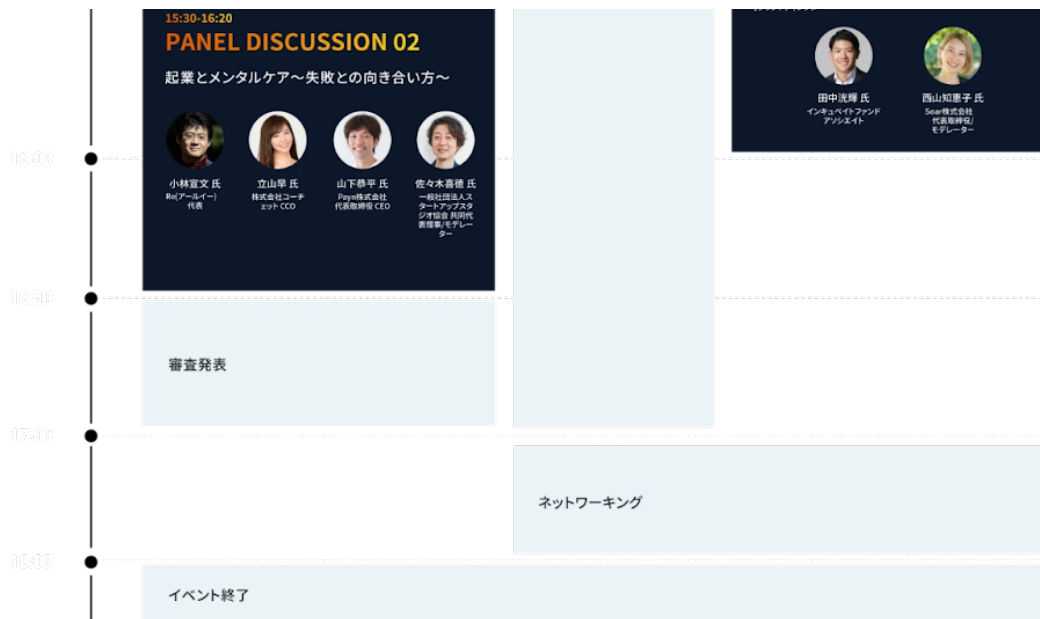 15:30-16:20
PANEL DISCUSSION 02
起業とメンタルケア〜失敗との向き合い方〜
小林宣文 氏
Re(アールイー)
代表
立山早 氏
株式会社コーチ
ェット CCO
山下恭平 氏
Payn株式会社
代表取締役 CEO
佐々木喜徳 氏
一般社団法人ス
タートアップスタ
ジオ協会 共同代
表理事/モデレー
ター
田中洸輝 氏
インキュベイトファンド
アソシエイト
西山知恵子 氏
Soar株式会社
代表取締役/
モデレーター
16:00
16:30
審査発表
17:00
ネットワーキング
18:00
イベント終了